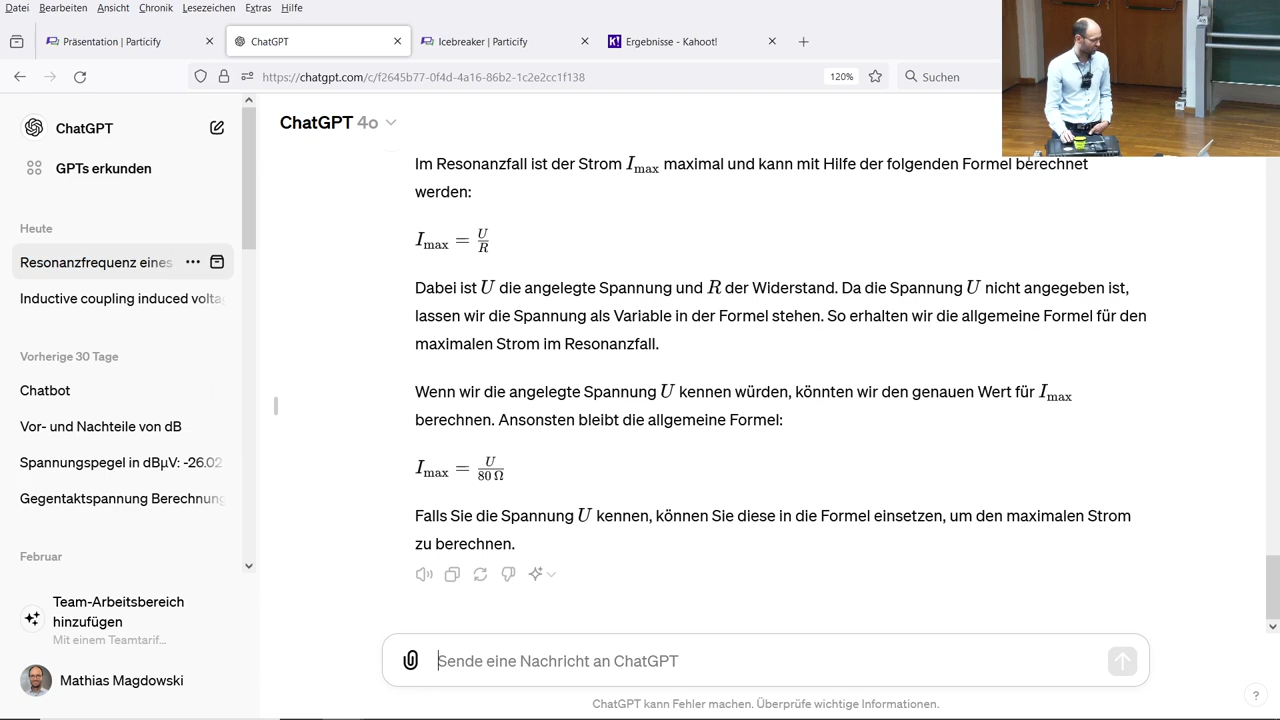 Datei Bearbeiten Ansicht Chronik Lesezeichen Extras Hilfe
Präsentation | Particify
ChatGPT
Icebreaker | Particify
Ergebnisse - Kahoot!
https://chatgpt.com/c/f2645b77-0f4d-4a16-86b2-1c2e2cc1f138
120%
Suchen
ChatGPT
GPTs erkunden
Heute
Resonanzfrequenz eines
Inductive coupling induced volta
Vorherige 30 Tage
Chatbot
Vor- und Nachteile von dB
Spannungspegel in dBµV: -26.02
Gegentaktspannung Berechnung
Februar
Team-Arbeitsbereich
hinzufügen
Mit einem Teamtarif...
Mathias Magdowski
ChatGPT 4o
Im Resonanzfall ist der Strom I_max maximal und kann mit Hilfe der folgenden Formel berechnet
werden:
I_max = U/R
Dabei ist U die angelegte Spannung und R der Widerstand. Da die Spannung U nicht angegeben ist,
lassen wir die Spannung als Variable in der Formel stehen. So erhalten wir die allgemeine Formel für den
maximalen Strom im Resonanzfall.
Wenn wir die angelegte Spannung U kennen würden, könnten wir den genauen Wert für I_max
berechnen. Ansonsten bleibt die allgemeine Formel:
I_max = U/80 Ω
Falls Sie die Spannung U kennen, können Sie diese in die Formel einsetzen, um den maximalen Strom
zu berechnen.
Sende eine Nachricht an ChatGPT
ChatGPT kann Fehler machen. Überprüfe wichtige Informationen.
?